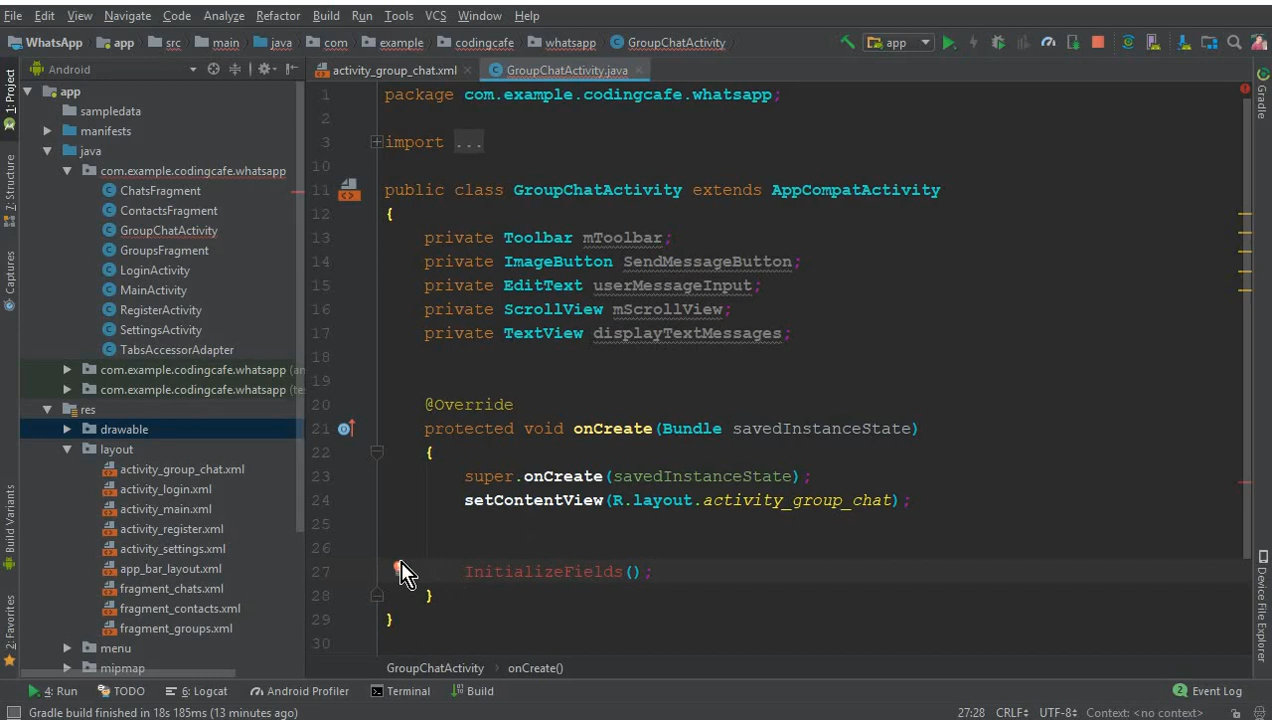 File Edit View Navigate Code Analyze Refactor Build Run Tools VCS Window Help
WhatsApp app src main java com example codingcafe whatsapp GroupChatActivity app
Android activity_group_chat.xml GroupChatActivity.java
1: Project
7: Structure
Captures
Build Variants
2: Favorites
app
sampledata
manifests
java
com.example.codingcafe.whatsapp
ChatsFragment
ContactsFragment
GroupChatActivity
GroupsFragment
LoginActivity
MainActivity
RegisterActivity
SettingsActivity
TabsAccessorAdapter
com.example.codingcafe.whatsapp (an
com.example.codingcafe.whatsapp (te
res
drawable
layout
activity_group_chat.xml
activity_login.xml
activity_main.xml
activity_register.xml
activity_settings.xml
app_bar_layout.xml
fragment_chats.xml
fragment_contacts.xml
fragment_groups.xml
menu
mipmap
1 package com.example.codingcafe.whatsapp;
2
3 import ...
10
11 public class GroupChatActivity extends AppCompatActivity
12 {
13 private Toolbar mToolbar;
14 private ImageButton SendMessageButton;
15 private EditText userMessageInput;
16 private ScrollView mScrollView;
17 private TextView displayTextMessages;
18
19
20 @Override
21 protected void onCreate(Bundle savedInstanceState)
22 {
23 super.onCreate(savedInstanceState);
24 setContentView(R.layout.activity_group_chat);
25
26
27 InitializeFields();
28 }
29 }
30
GroupChatActivity onCreate()
Gradle
Device File Explorer
4: Run TODO 6: Logcat Android Profiler Terminal Build 2 Event Log
Gradle build finished in 18s 185ms (13 minutes ago) 27:28 CRLF UTF-8 Context: <no context>